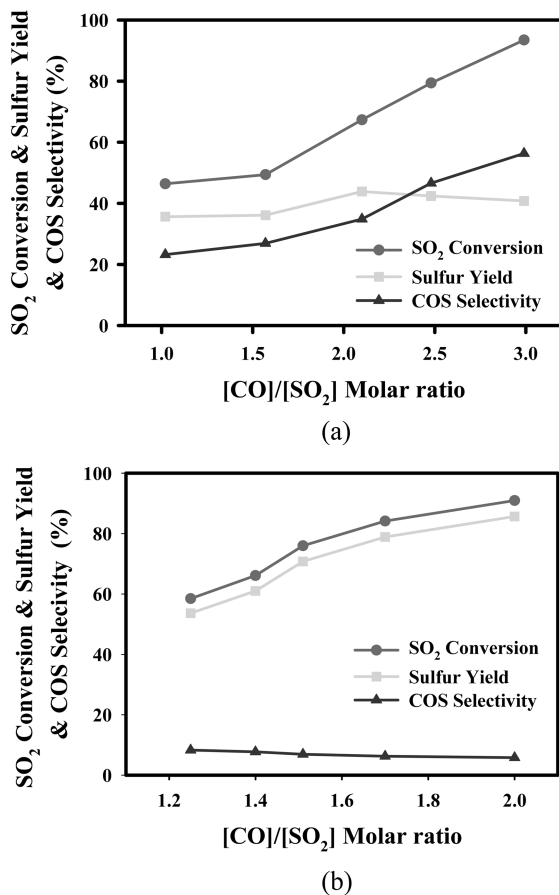 SO₂ Conversion & Sulfur Yield
& COS Selectivity (%)
100
80
60
40
20
0
SO₂ Conversion
Sulfur Yield
COS Selectivity
1.0 1.5 2.0 2.5 3.0
[CO]/[SO₂] Molar ratio
(a)
SO₂ Conversion & Sulfur Yield
& COS Selectivity (%)
100
80
60
40
20
0
SO₂ Conversion
Sulfur Yield
COS Selectivity
1.2 1.4 1.6 1.8 2.0
[CO]/[SO₂] Molar ratio
(b)